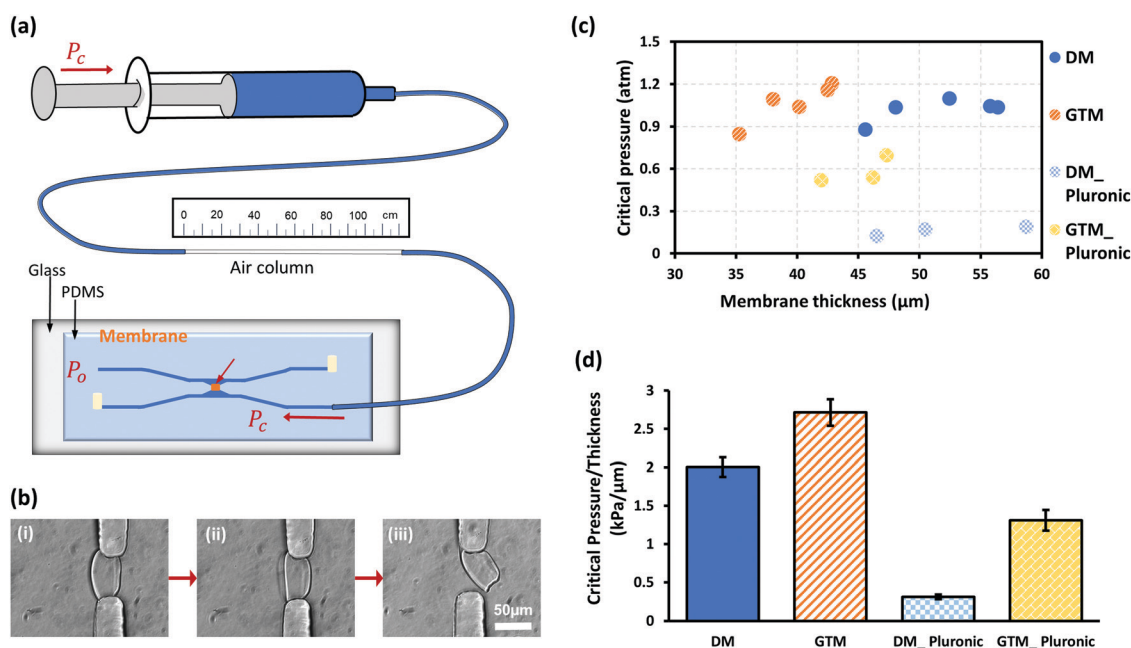 (a)
P_c
0 20 40 60 80 100 cm
Air column
Glass
PDMS
Membrane
P_o
P_c
(b)
(i)
(ii)
(iii)
50μm
(c)
Critical pressure (atm)
1.5
1.2
0.9
0.6
0.3
0
30 35 40 45 50 55 60
Membrane thickness (μm)
DM
GTM
DM_
Pluronic
GTM_
Pluronic
(d)
Critical Pressure/Thickness
(kPa/μm)
3
2.5
2
1.5
1
0.5
0
DM GTM DM_ Pluronic GTM_ Pluronic